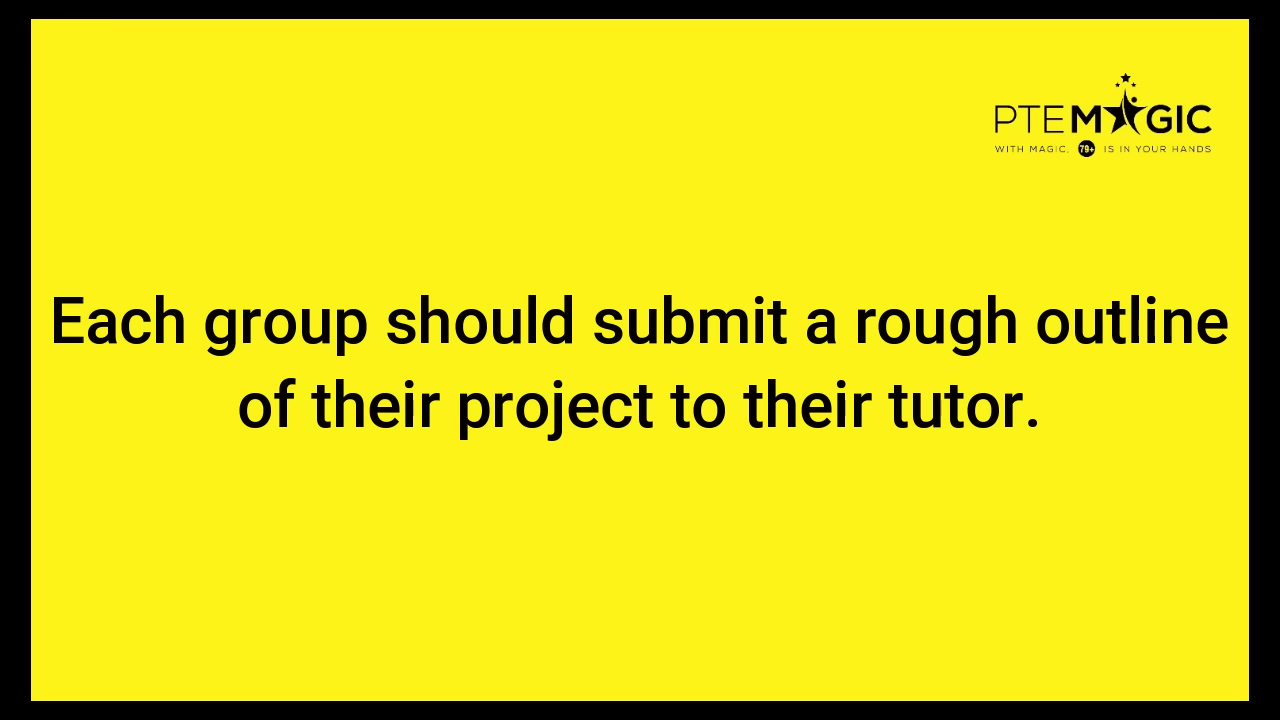 PTEMAGIC
WITH MAGIC, 79+ IS IN YOUR HANDS
Each group should submit a rough outline
of their project to their tutor.